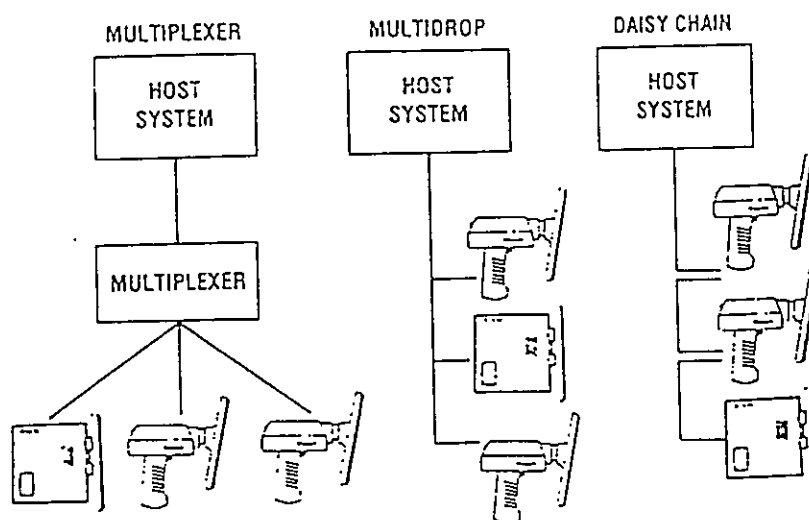 MULTIPLEXER
HOST
SYSTEM
MULTIPLEXER
MULTIDROP
HOST
SYSTEM
DAISY CHAIN
HOST
SYSTEM